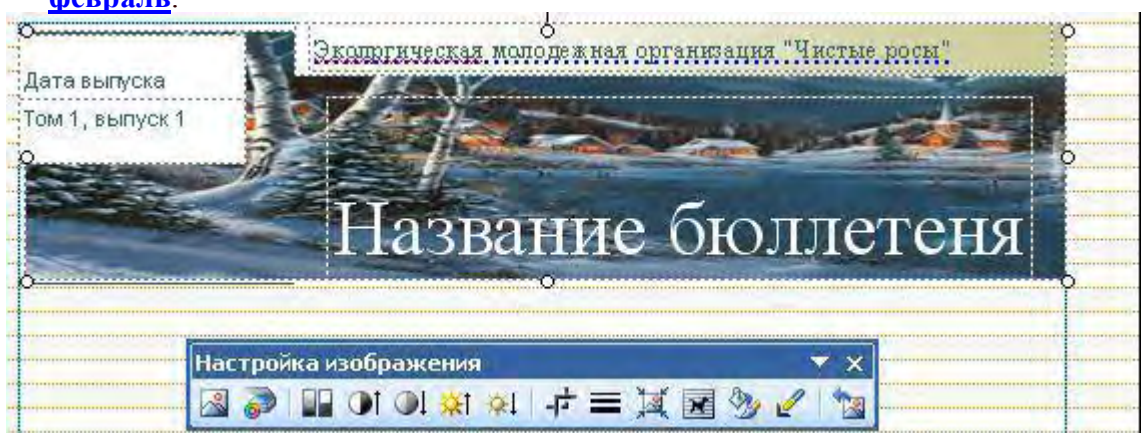 февраль.
Экологическая молодежная организация "Чистые росы"
Дата выпуска
Том 1, выпуск 1
Название бюллетеня
Настройка изображения